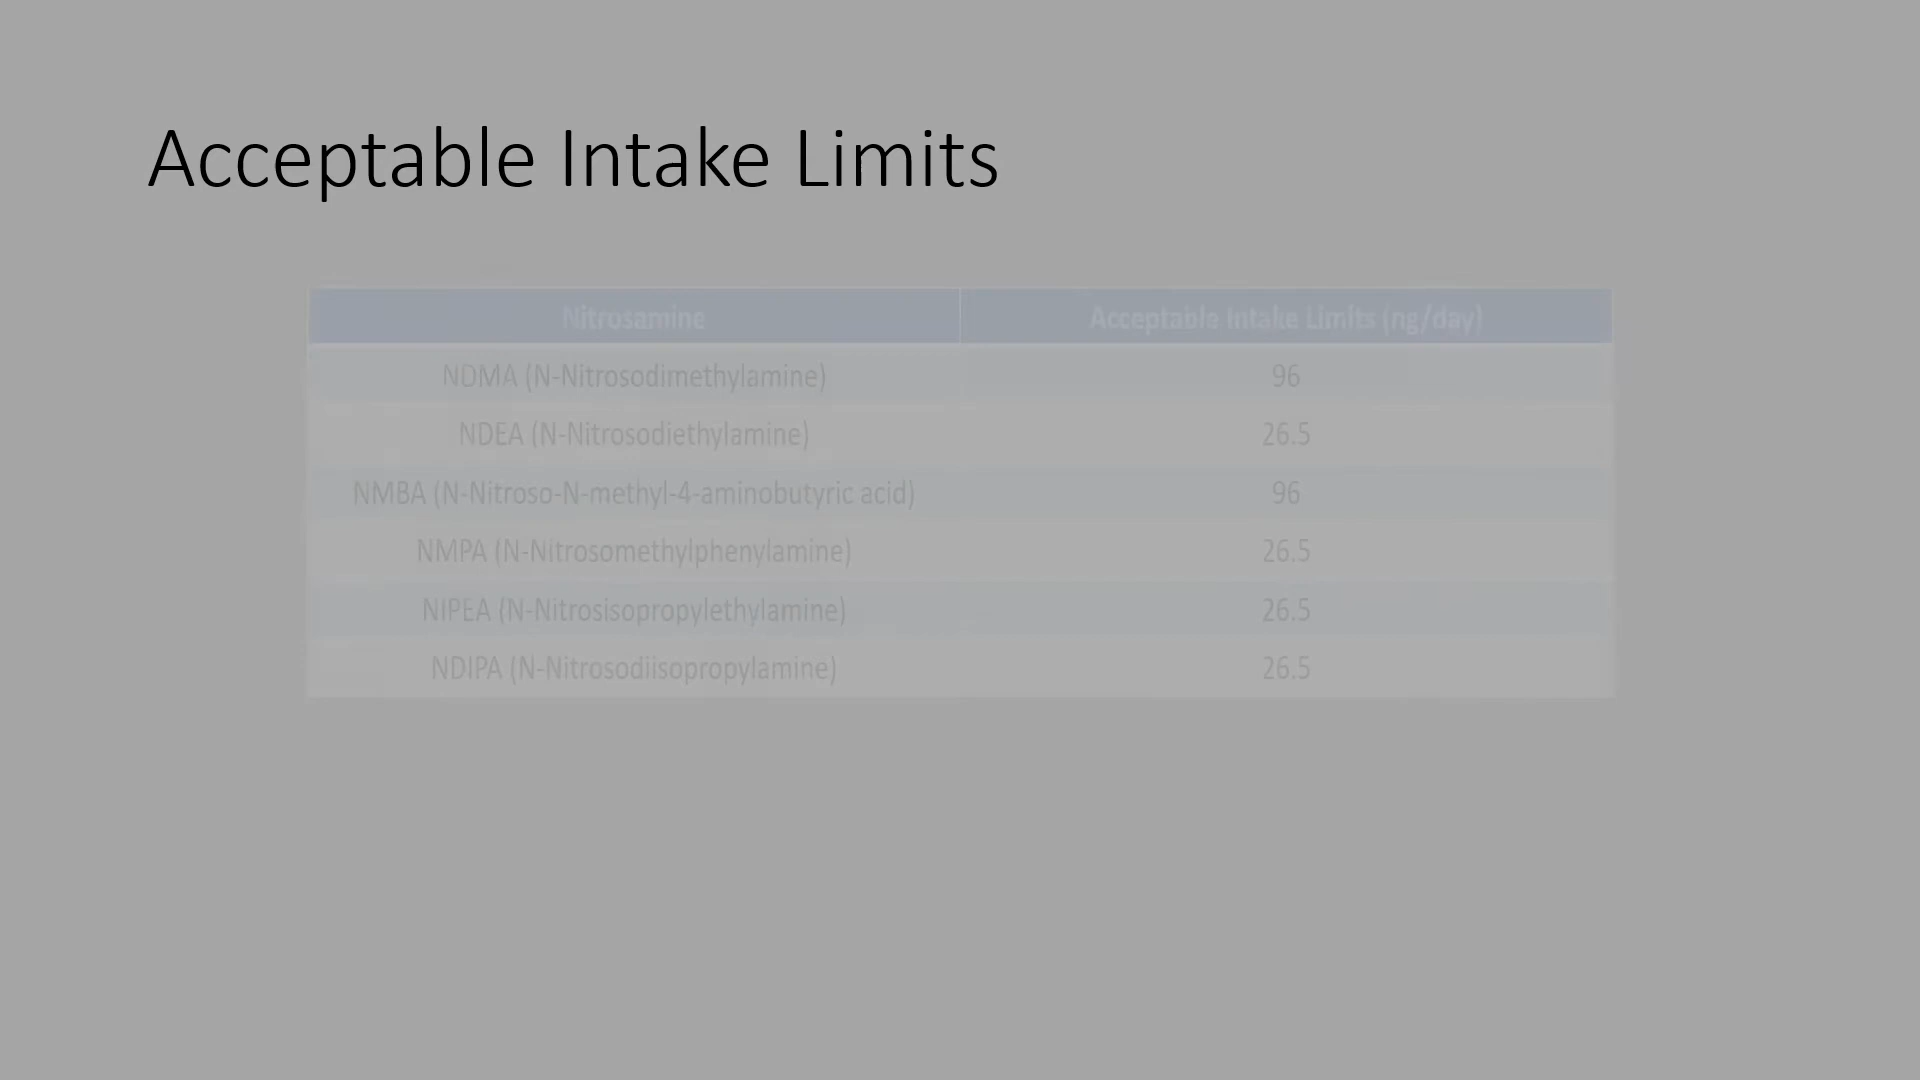 Acceptable Intake Limits
Nitrosamine Acceptable Intake Limits (ng/day)
NDMA (N-Nitrosodimethylamine) 96
NDEA (N-Nitrosodiethylamine) 26.5
NMBA (N-Nitroso-N-methyl-4-aminobutyric acid) 96
NMPA (N-Nitrosomethylphenylamine) 26.5
NIPEA (N-Nitrosisopropylethylamine) 26.5
NDIPA (N-Nitrosodiisopropylamine) 26.5